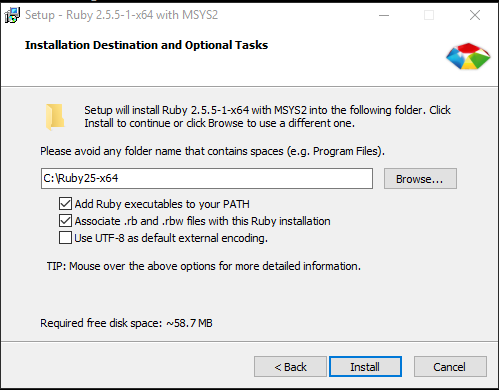 Setup - Ruby 2.5.5-1-x64 with MSYS2
Installation Destination and Optional Tasks
Setup will install Ruby 2.5.5-1-x64 with MSYS2 into the following folder. Click
Install to continue or click Browse to use a different one.
Please avoid any folder name that contains spaces (e.g. Program Files).
C:\Ruby25-x64
Browse...
Add Ruby executables to your PATH
Associate .rb and .rbw files with this Ruby installation
Use UTF-8 as default external encoding.
TIP: Mouse over the above options for more detailed information.
Required free disk space: ~58.7 MB
< Back
Install
Cancel